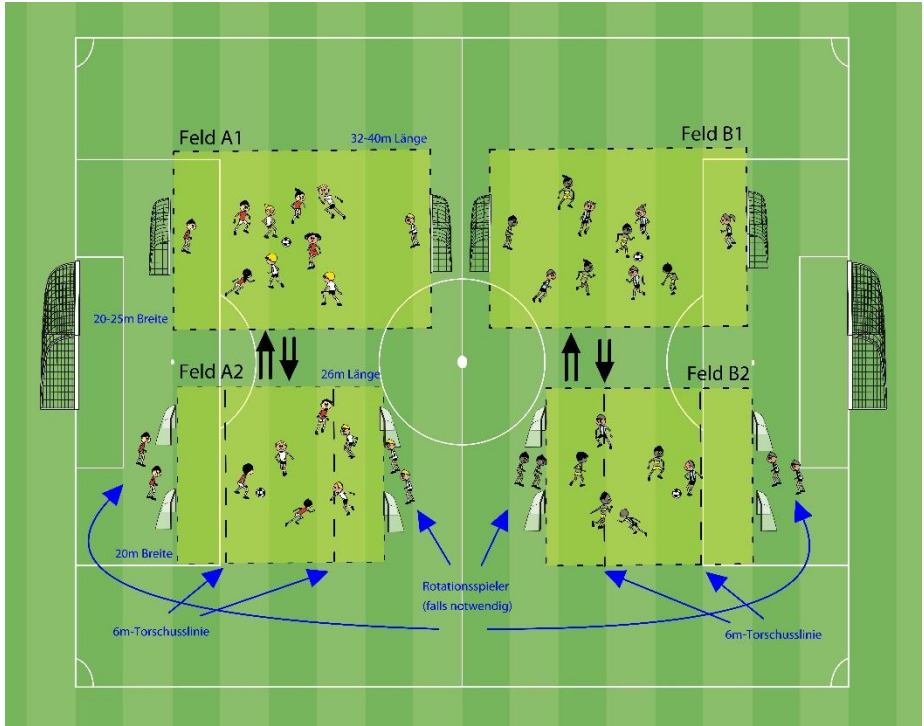 Feld A1
32-40m Länge
Feld B1
20-25m Breite
Feld A2
26m Länge
Feld B2
20m Breite
Rotationsspieler
(falls notwendig)
6m-Torschusslinie
6m-Torschusslinie